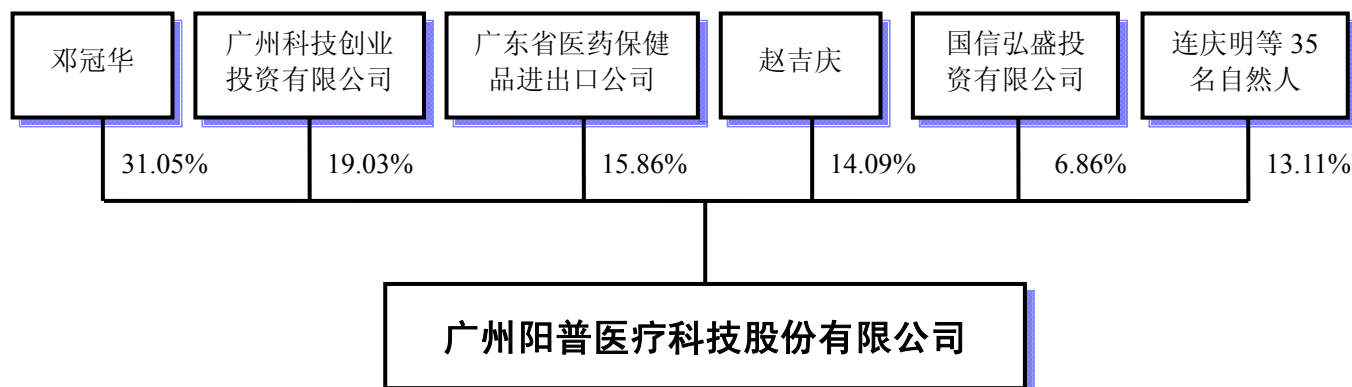 邓冠华
广州科技创业
投资有限公司
广东省医药保健
品进出口公司
赵吉庆
国信弘盛投
资有限公司
连庆明等 35
名自然人
31.05%
19.03%
15.86%
14.09%
6.86%
13.11%
广州阳普医疗科技股份有限公司